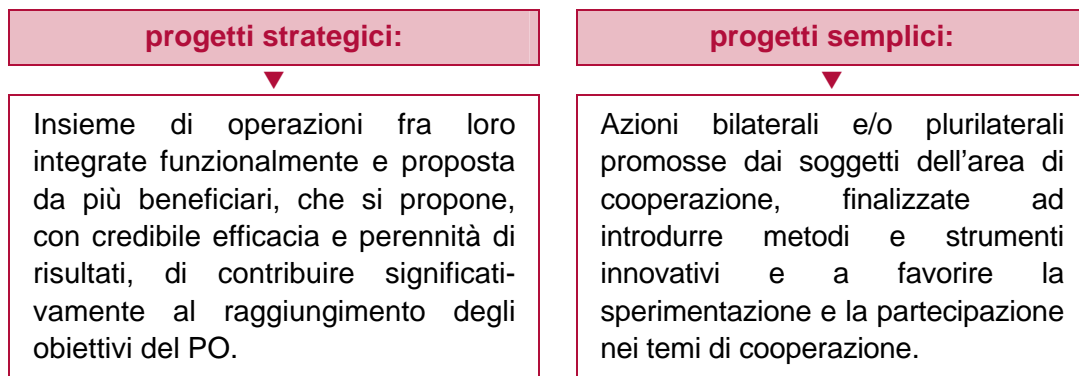 progetti strategici:
Insieme di operazioni fra loro
integrate funzionalmente e proposta
da più beneficiari, che si propone,
con credibile efficacia e perennità di
risultati, di contribuire significati-
vamente al raggiungimento degli
obiettivi del PO.
progetti semplici:
Azioni bilaterali e/o plurilaterali
promosse dai soggetti dell’area di
cooperazione, finalizzate ad
introdurre metodi e strumenti
innovativi e a favorire la
sperimentazione e la partecipazione
nei temi di cooperazione.